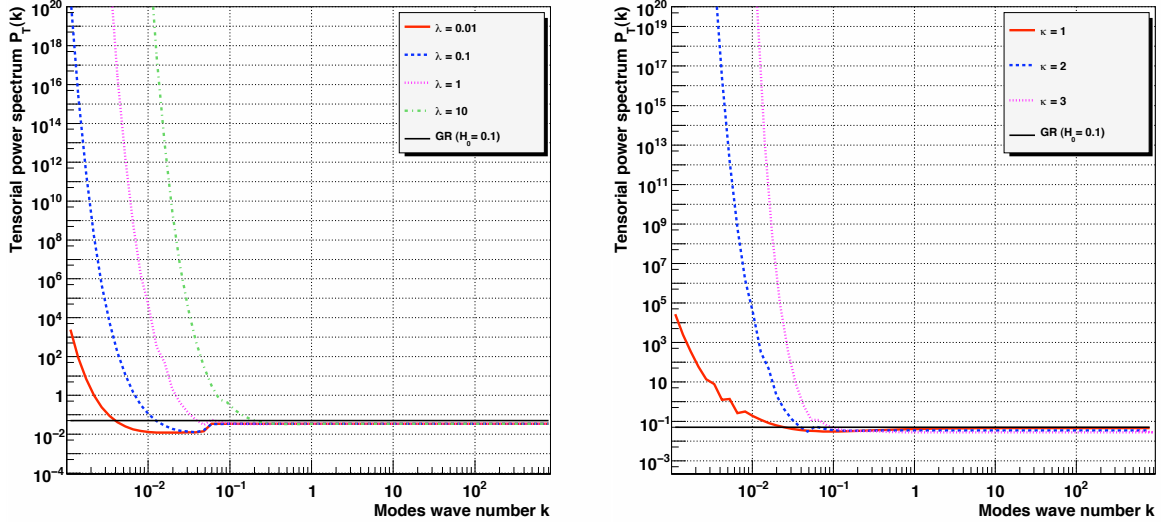 Tensorial power spectrum P_T(k)
10^20
10^18
10^16
10^14
10^12
10^10
10^8
10^6
10^4
10^2
1
10^−2
10^−4
λ = 0.01
λ = 0.1
λ = 1
λ = 10
GR (H_0 = 0.1)
10^−2 10^−1 1 10 10^2
Modes wave number k
Tensorial power spectrum P_T(k)
10^20
10^19
10^17
10^15
10^13
10^11
10^9
10^7
10^5
10^3
10
10^−1
10^−3
κ = 1
κ = 2
κ = 3
GR (H_0 = 0.1)
10^−2 10^−1 1 10 10^2
Modes wave number k